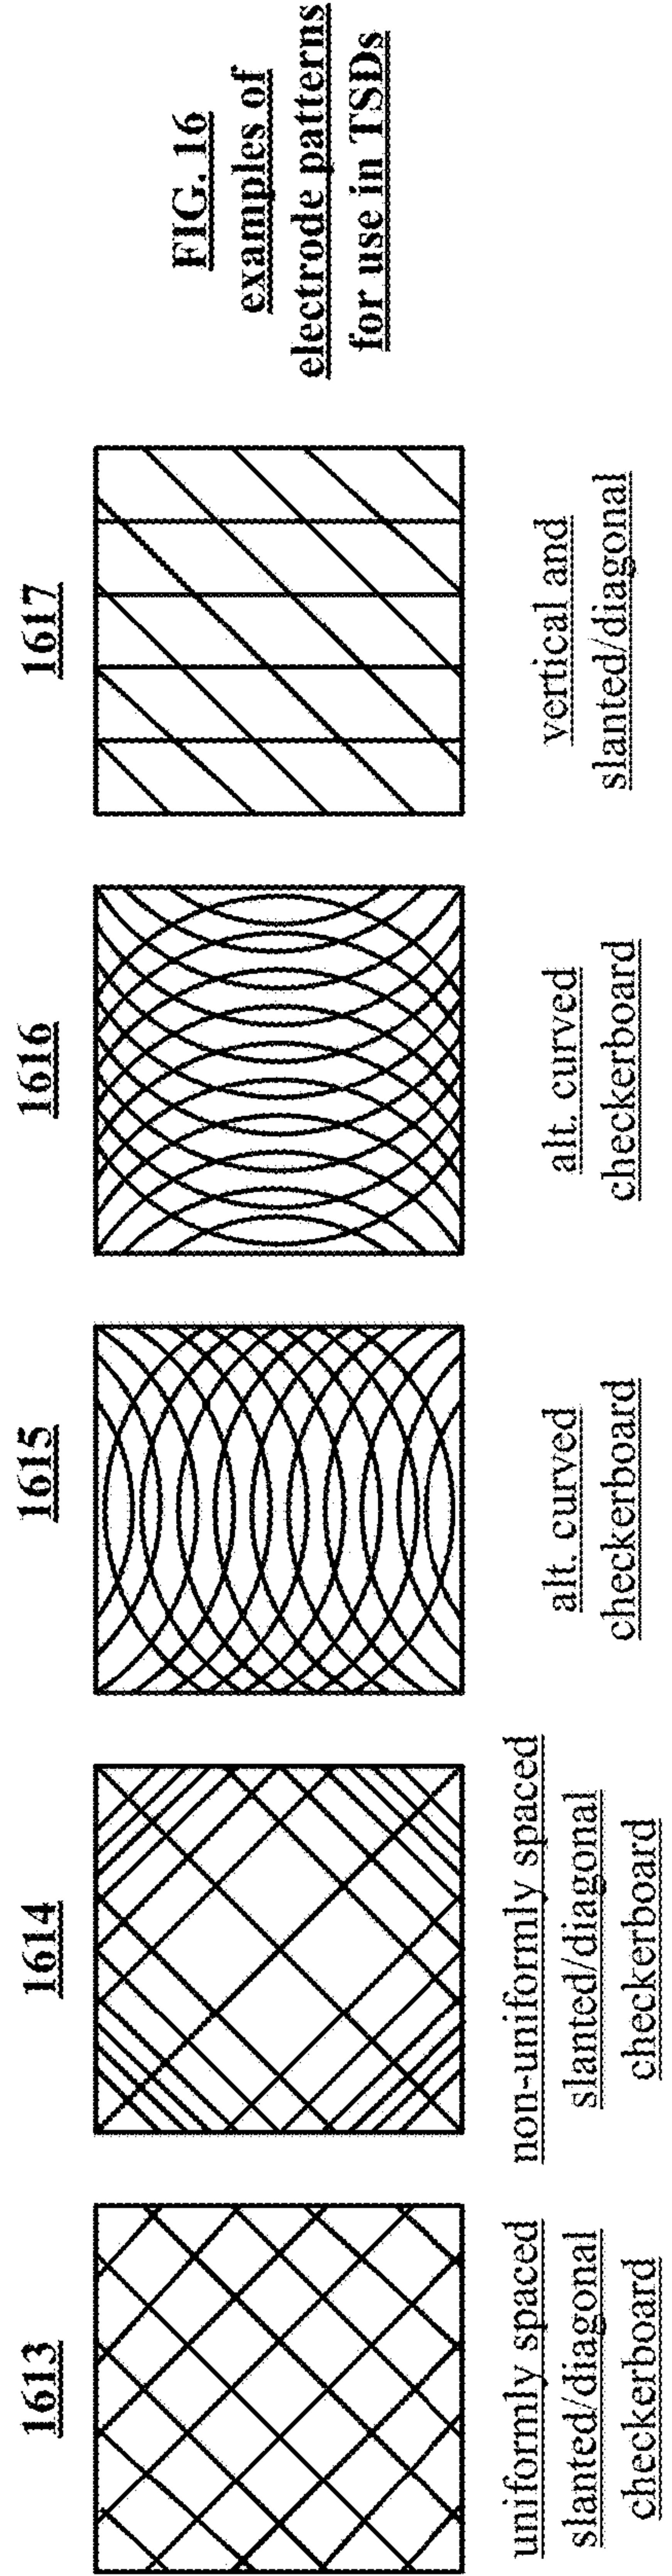 1613
uniformly spaced
slanted/diagonal
checkerboard
1614
non-uniformly spaced
slanted/diagonal
checkerboard
1615
alt. curved
checkerboard
1616
alt. curved
checkerboard
1617
vertical and
slanted/diagonal
FIG. 16
examples of
electrode patterns
for use in TSDs